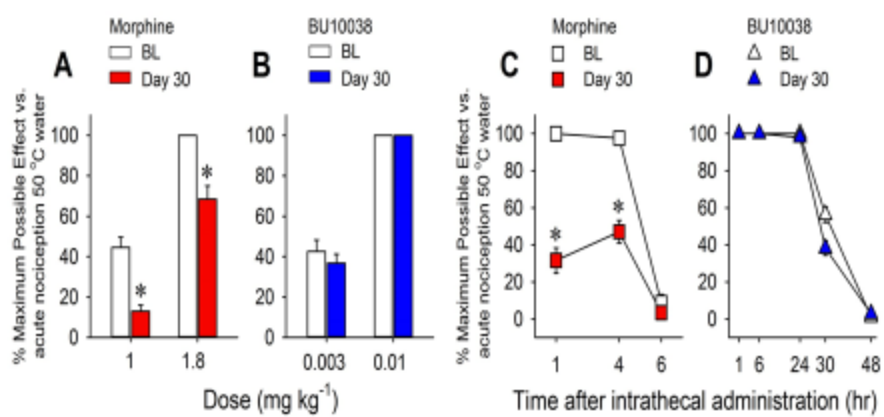 Morphine
BL
Day 30
BU10038
BL
Day 30
Morphine
BL
Day 30
BL
Day 30
A
B
C
D
% Maximum Possible Effect vs.
acute nociception 50 °C water
100
80
60
40
20
0
*
*
1
1.8
100
80
60
40
20
0
0.003
0.01
Dose (mg kg-1)
% Maximum Possible Effect vs.
acute nociception 50 °C water
100
80
60
40
20
0
*
*
1
4
6
100
80
60
40
20
0
1 6 24 30 48
Time after intrathecal administration (hr)